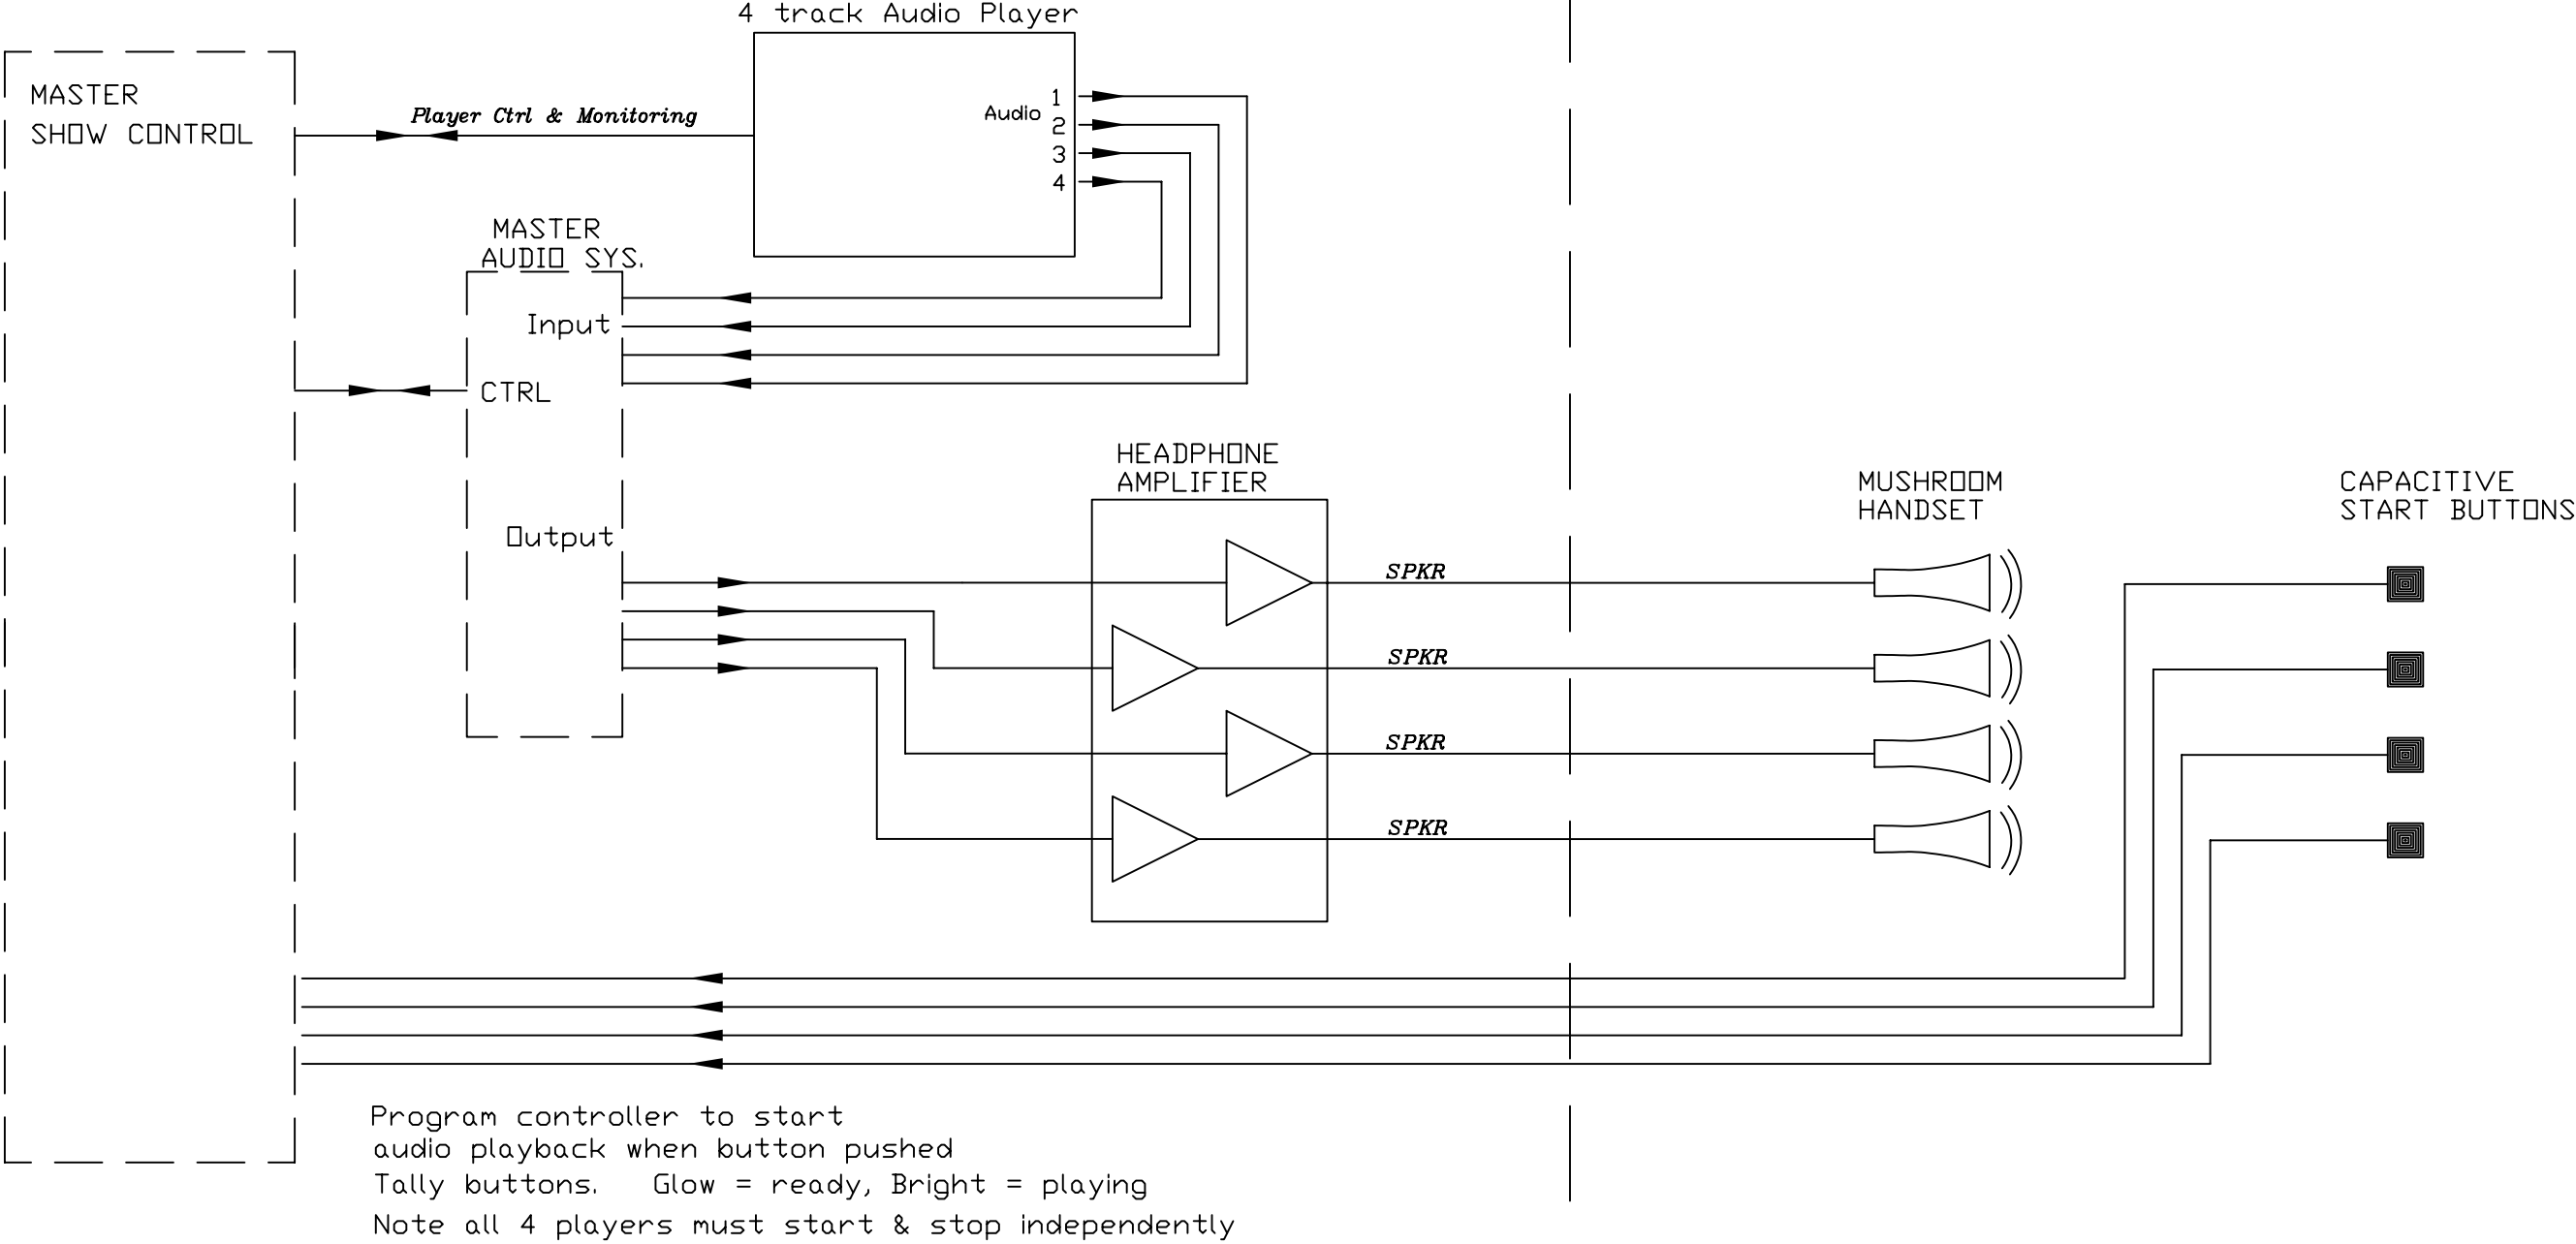 4 track Audio Player
MASTER
SHOW CONTROL
Player Ctrl & Monitoring
Audio
1
2
3
4
MASTER
AUDIO SYS.
Input
CTRL
Output
HEADPHONE
AMPLIFIER
MUSHROOM
HANDSET
CAPACITIVE
START BUTTONS
SPKR
SPKR
SPKR
SPKR
Program controller to start
audio playback when button pushed
Tally buttons. Glow = ready, Bright = playing
Note all 4 players must start & stop independently